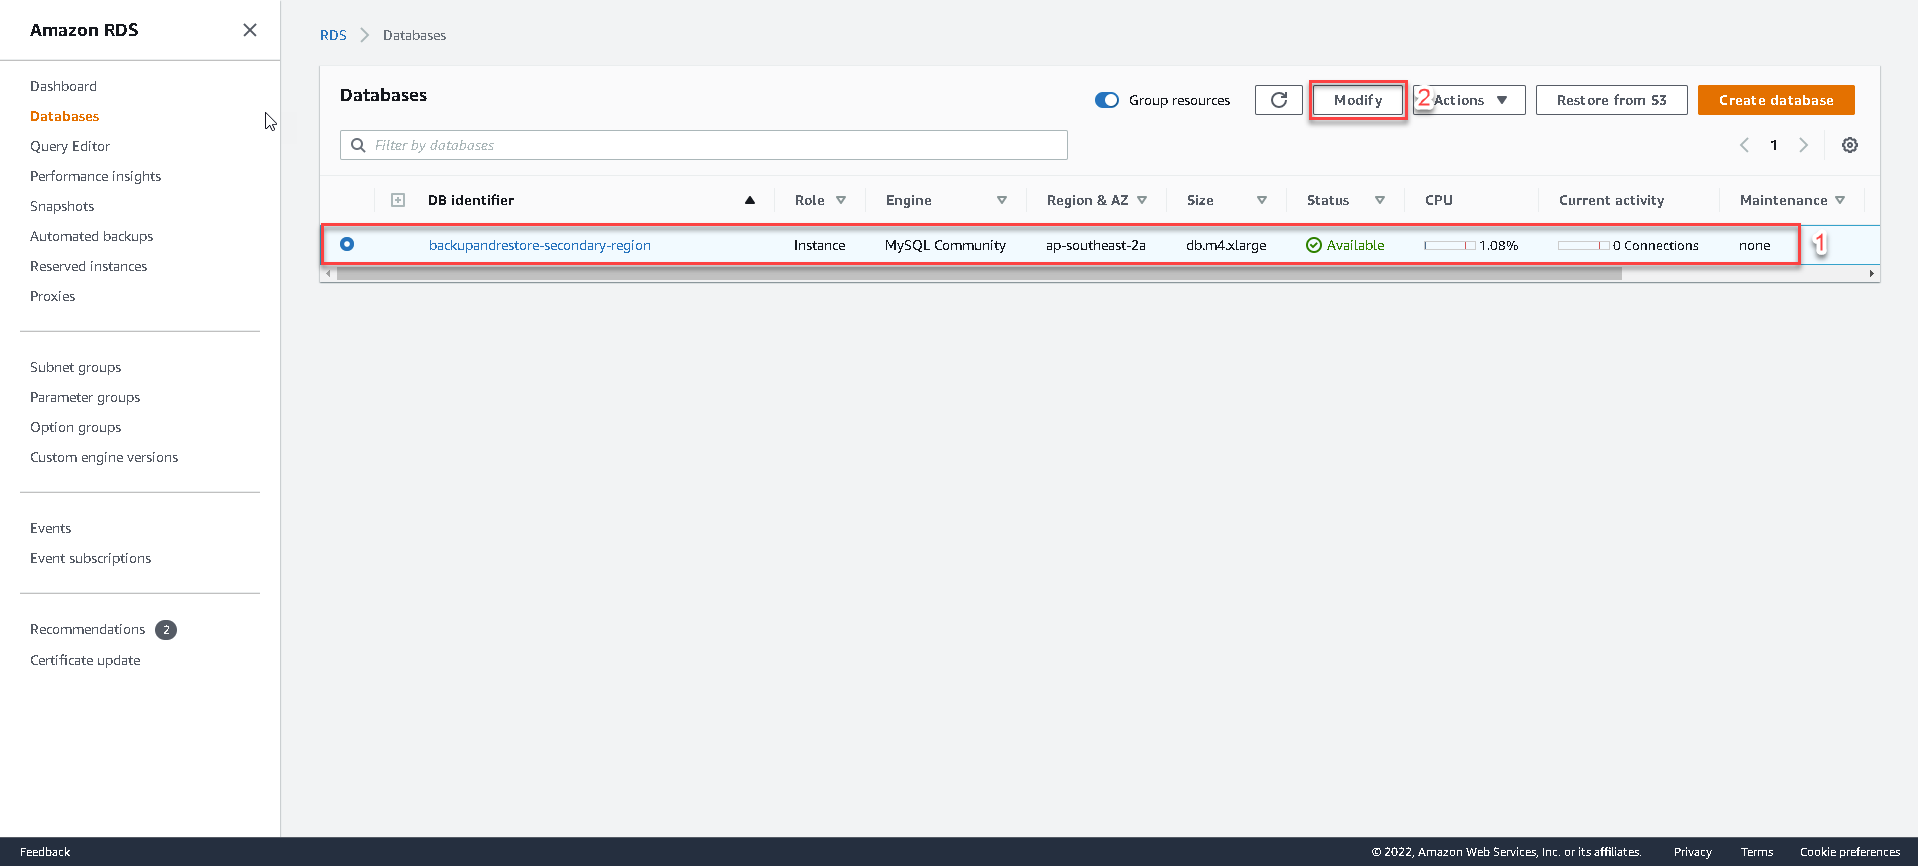 Amazon RDS
Dashboard
Databases
Query Editor
Performance insights
Snapshots
Automated backups
Reserved instances
Proxies
Subnet groups
Parameter groups
Option groups
Custom engine versions
Events
Event subscriptions
Recommendations 2
Certificate update
RDS Databases
Databases
Group resources Modify 2 Actions Restore from S3 Create database
Filter by databases
1
DB identifier Role Engine Region & AZ Size Status CPU Current activity Maintenance
backupandrestore-secondary-region Instance MySQL Community ap-southeast-2a db.m4.xlarge Available 1.08% 0 Connections none 1
Feedback © 2022, Amazon Web Services, Inc. or its affiliates. Privacy Terms Cookie preferences